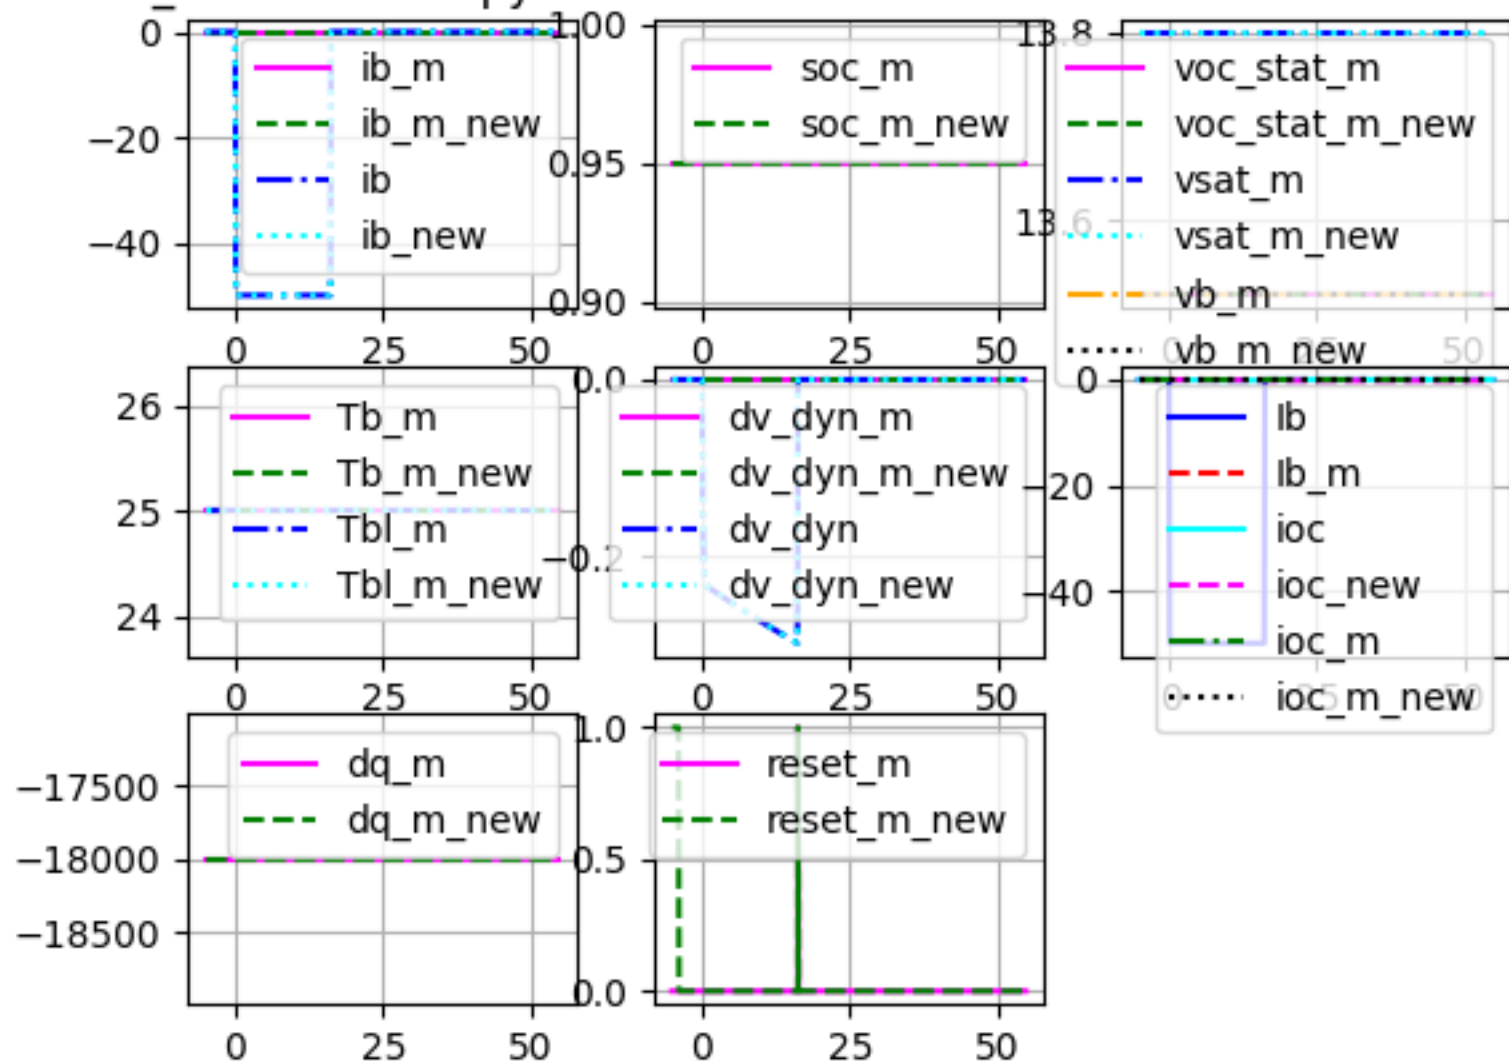 0
−20
−40
0
25
50
ib_m
ib_m_new
ib
ib_new
1.00
0.95
0.90
0
25
50
soc_m
soc_m_new
13.8
13.6
0
50
voc_stat_m
voc_stat_m_new
vsat_m
vsat_m_new
vb_m
vb_m_new
26
25
24
0
25
50
Tb_m
Tb_m_new
Tbl_m
Tbl_m_new
0.0
−0.2
0
25
50
dv_dyn_m
dv_dyn_m_new
dv_dyn
dv_dyn_new
0
−20
−40
0
Ib
Ib_m
ioc
ioc_new
ioc_m
ioc_m_new
−17500
−18000
−18500
0
25
50
dq_m
dq_m_new
1.0
0.5
0.0
0
25
50
reset_m
reset_m_new